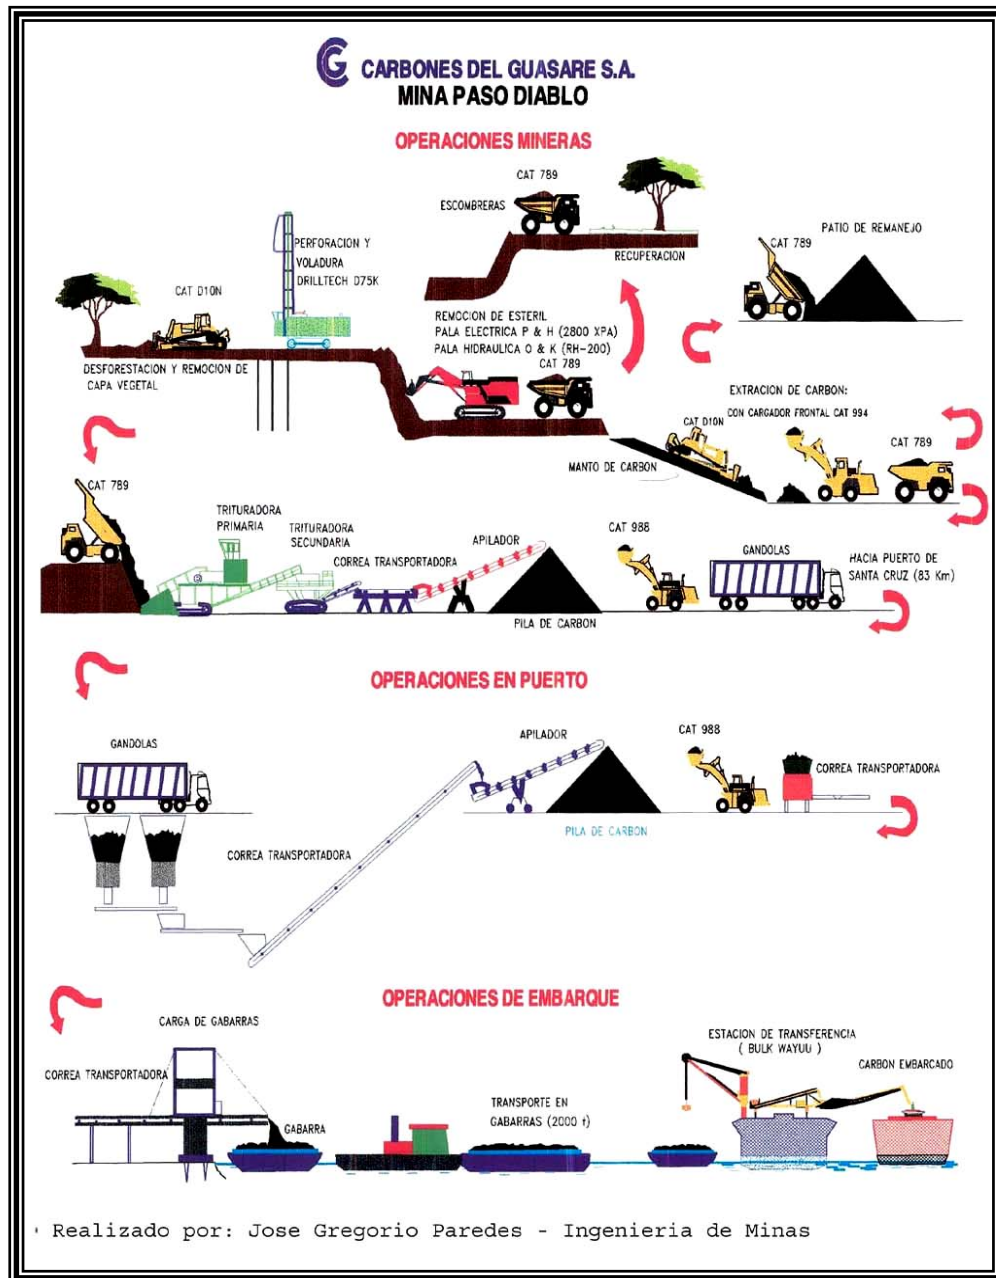 CG CARBONES DEL GUASARE S.A.
MINA PASO DIABLO
OPERACIONES MINERAS
CAT 789
ESCOMBRERAS
RECUPERACION
PATIO DE REMANEJO
CAT 789
PERFORACION Y
VOLADURA
DRILLTECH D75K
CAT D10N
DESFORESTACION Y REMOCION DE
CAPA VEGETAL
REMOCION DE ESTERIL
PALA ELECTRICA P & H (2800 XPA)
PALA HIDRAULICA O & K (RH-200)
CAT 789
EXTRACION DE CARBON:
CON CARGADOR FRONTAL CAT 994
CAT D10N
CAT 789
MANTO DE CARBON
CAT 789
TRITURADORA
PRIMARIA
TRITURADORA
SECUNDARIA
CORREA TRANSPORTADORA
APILADOR
PILA DE CARBON
CAT 988
GANDOLAS
HACIA PUERTO DE
SANTA CRUZ (83 Km)
OPERACIONES EN PUERTO
GANDOLAS
CORREA TRANSPORTADORA
APILADOR
PILA DE CARBON
CAT 988
CORREA TRANSPORTADORA
OPERACIONES DE EMBARQUE
CARGA DE GABARRAS
CORREA TRANSPORTADORA
GABARRA
TRANSPORTE EN
GABARRAS (2000 t)
ESTACION DE TRANSFERENCIA
( BULK WAYUU )
CARBON EMBARCADO
Realizado por: Jose Gregorio Paredes - Ingenieria de Minas